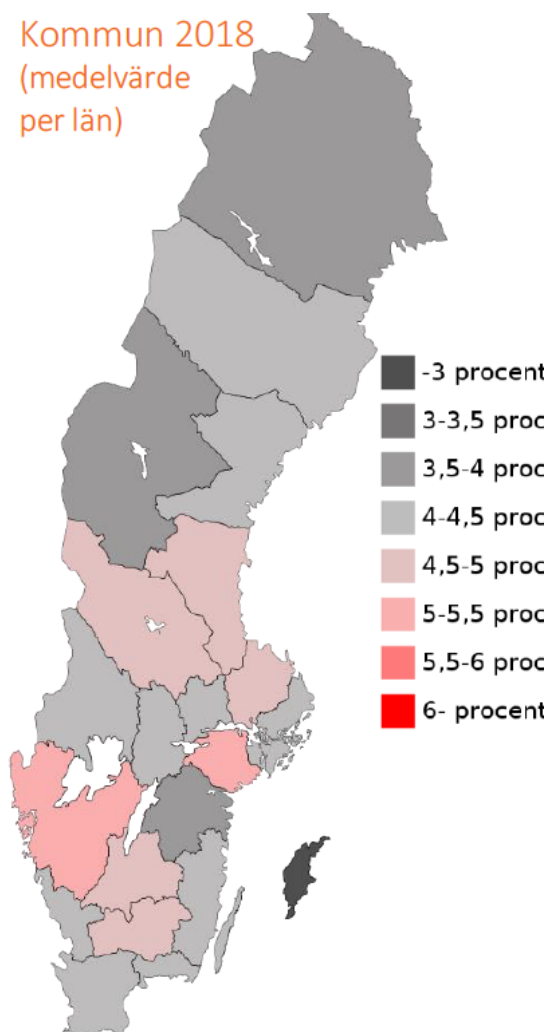 Kommun 2018
(medelvärde
per län)
-3 procent
3-3,5 proc
3,5-4 proc
4-4,5 proc
4,5-5 proc
5-5,5 proc
5,5-6 proc
6- procent